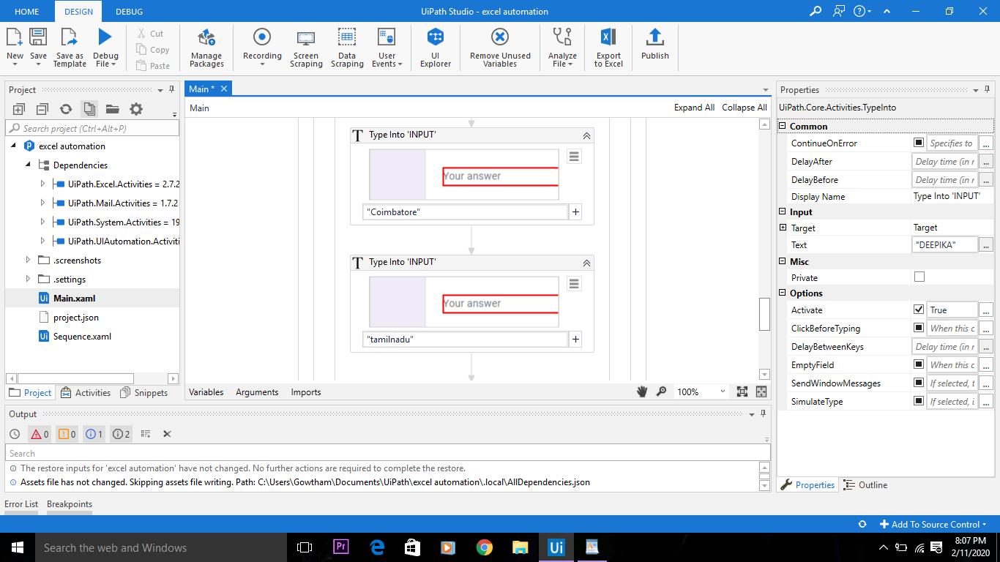 HOME DESIGN DEBUG UiPath Studio - excel automation
New Save Save as Template Debug File Cut Copy Paste Manage Packages Recording Screen Scraping Data Scraping User Events UI Explorer Remove Unused Variables Analyze File Export to Excel Publish
Project
Search project (Ctrl+Alt+P)
excel automation
Dependencies
UiPath.Excel.Activities = 2.7.2
UiPath.Mail.Activities = 1.7.2
UiPath.System.Activities = 19
UiPath.UIAutomation.Activiti
.screenshots
.settings
Main.xaml
project.json
Sequence.xaml
Project Activities Snippets
Main *
Main Expand All Collapse All
Type Into 'INPUT'
Your answer
"Coimbatore"
Type Into 'INPUT'
Your answer
"tamilnadu"
Variables Arguments Imports 100%
Properties
UiPath.Core.Activities.TypeInto
Common
ContinueOnError Specifies to ...
DelayAfter Delay time (in r ...
DelayBefore Delay time (in r ...
Display Name Type Into 'INPUT'
Input
Target Target
Text "DEEPIKA" ...
Misc
Private
Options
Activate True ...
ClickBeforeTyping When this c ...
DelayBetweenKeys Delay time (in r ...
EmptyField When this c ...
SendWindowMessages If selected, t ...
SimulateType If selected, i ...
Properties Outline
Output
0 0 1 2
Search
The restore inputs for 'excel automation' have not changed. No further actions are required to complete the restore.
Assets file has not changed. Skipping assets file writing. Path: C:\Users\Gowtham\Documents\UiPath\excel automation\.local\AllDependencies.json
Error List Breakpoints
Add To Source Control
Search the web and Windows
Pr
Ui
8:07 PM
2/11/2020